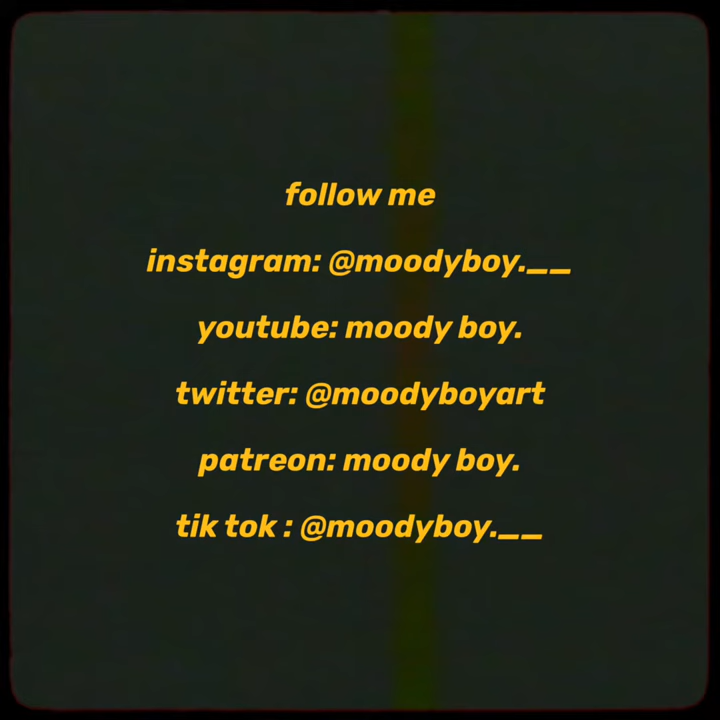 follow me
instagram: @moodyboy.__
youtube: moody boy.
twitter: @moodyboyart
patreon: moody boy.
tik tok : @moodyboy.__